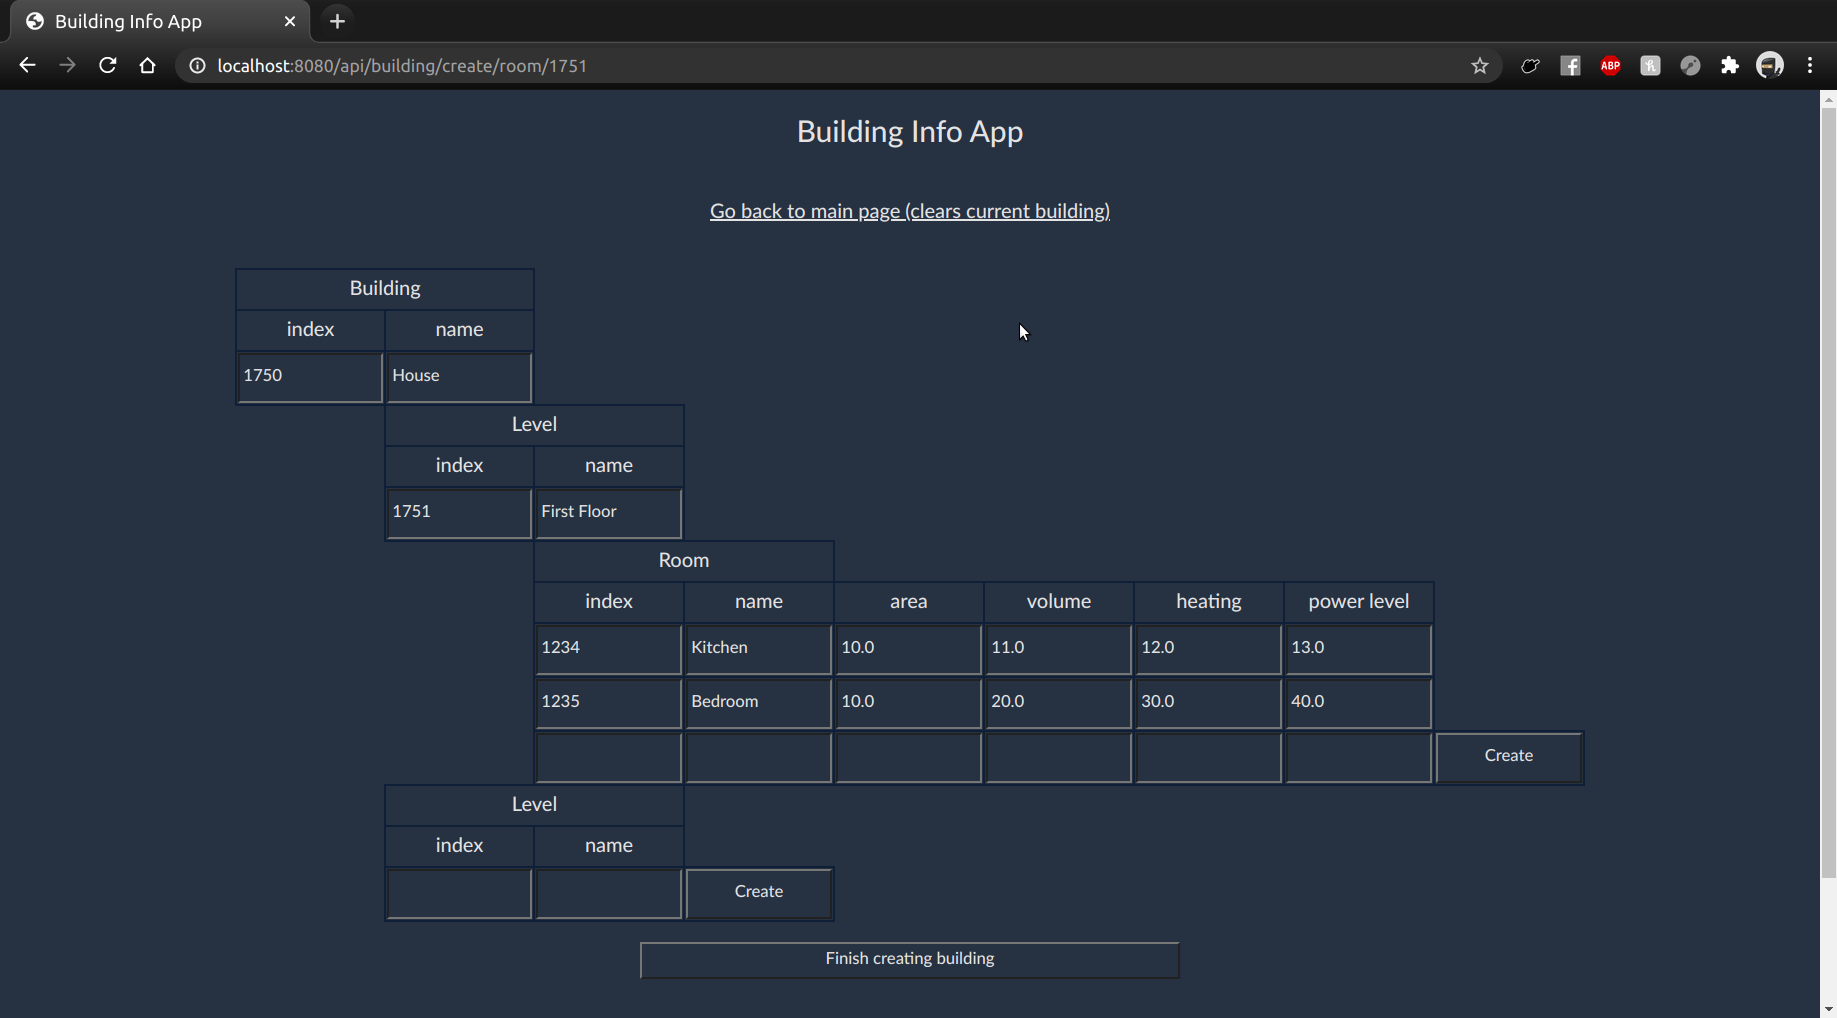 Building Info App
localhost:8080/api/building/create/room/1751
ABP
Building Info App
Go back to main page (clears current building)
Building
index name
1750 House
Level
index name
1751 First Floor
Room
index name area volume heating power level
1234 Kitchen 10.0 11.0 12.0 13.0
1235 Bedroom 10.0 20.0 30.0 40.0
Create
Level
index name
Create
Finish creating building